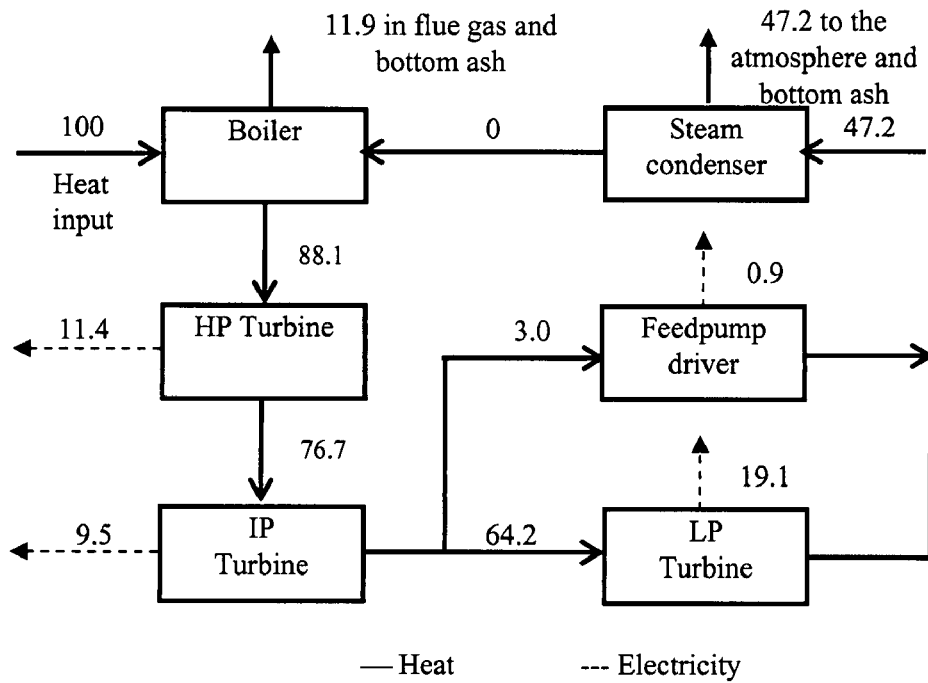 11.9 in flue gas and
bottom ash
47.2 to the
atmosphere and
bottom ash
100
Heat
input
Boiler
0
Steam
condenser
47.2
88.1
HP Turbine
11.4
3.0
Feedpump
driver
0.9
76.7
IP
Turbine
9.5
64.2
LP
Turbine
19.1
— Heat
--- Electricity